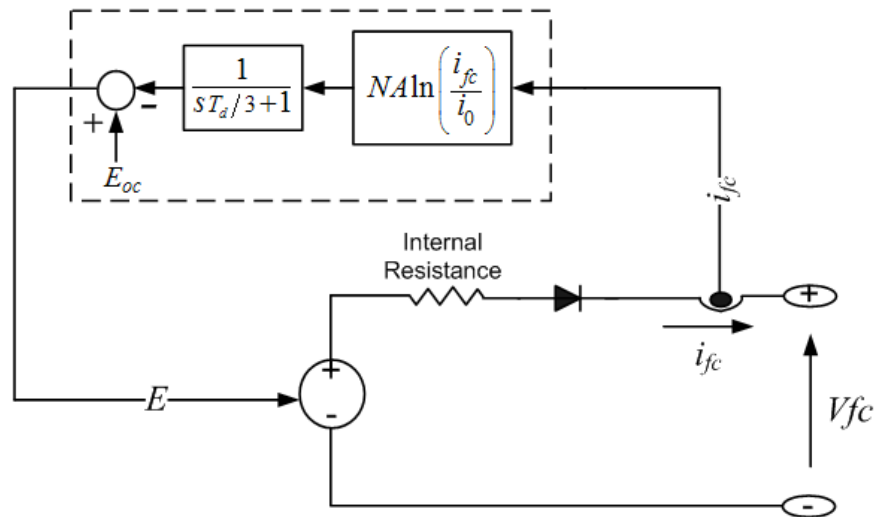 1
sT_d/3+1
NA ln(i_fc/i_0)
+
-
E_oc
i_fc
Internal
Resistance
+
+
i_fc
E
-
Vfc
-